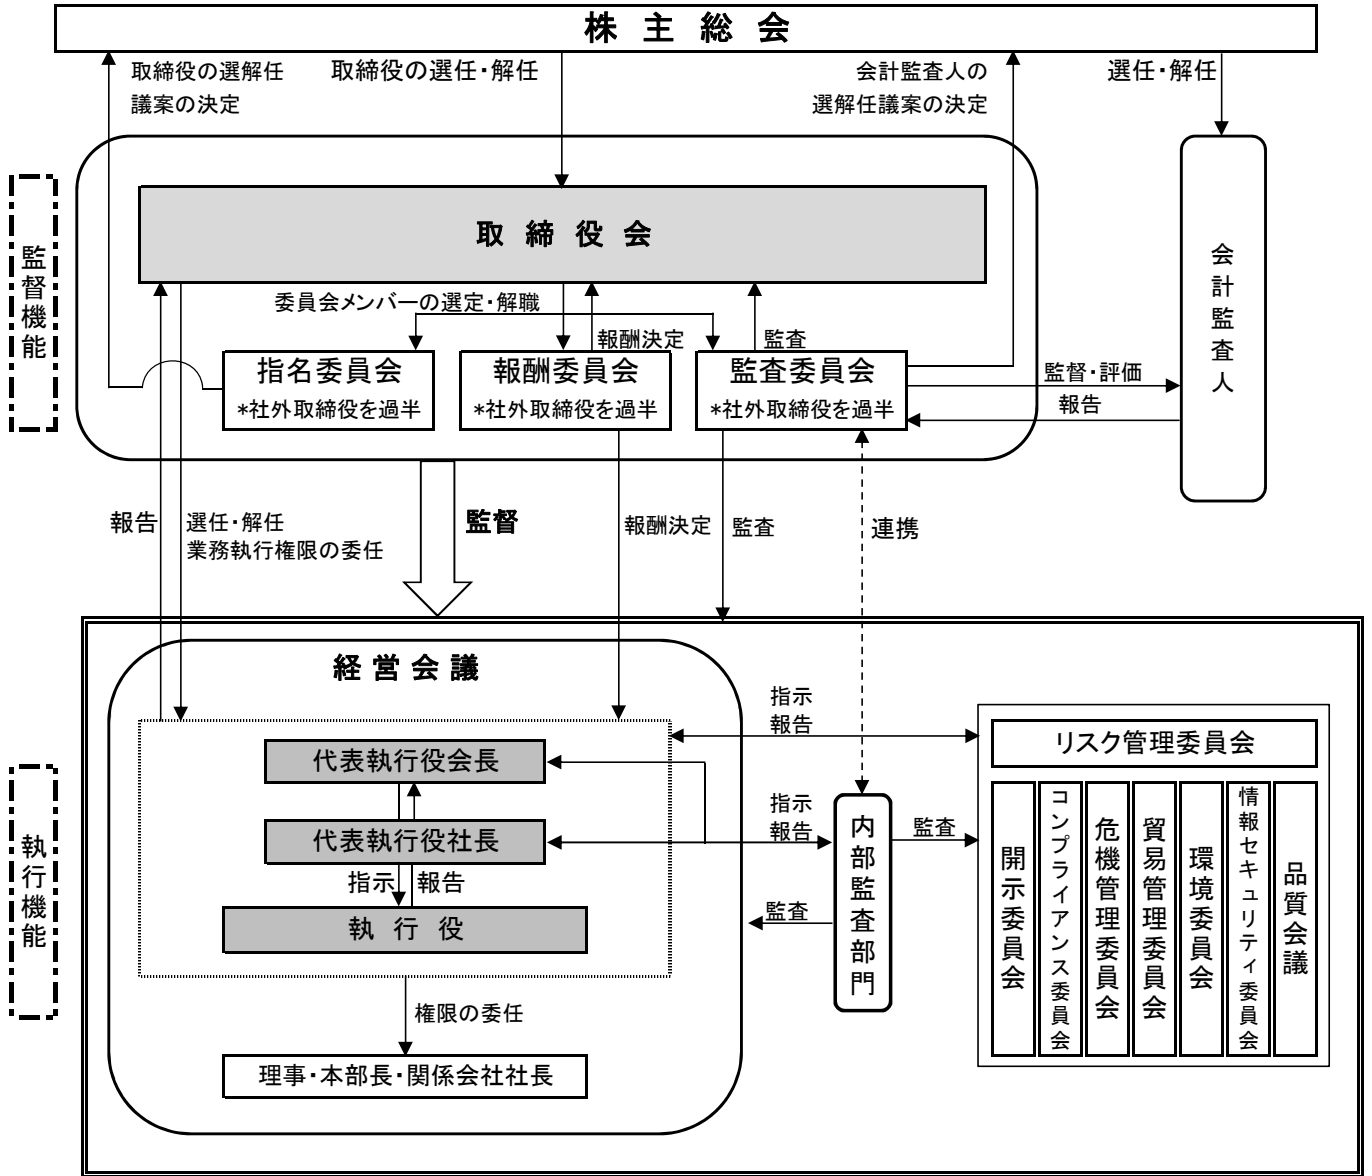 株主総会
取締役の選解任
議案の決定
取締役の選任・解任
会計監査人の
選解任議案の決定
選任・解任
監督機能
取締役会
会計監査人
委員会メンバーの選定・解職
報酬決定
監査
指名委員会
*社外取締役を過半
報酬委員会
*社外取締役を過半
監査委員会
*社外取締役を過半
監督・評価
報告
報告
選任・解任
業務執行権限の委任
監督
報酬決定
監査
連携
執行機能
経営会議
代表執行役会長
代表執行役社長
指示
報告
執行役
権限の委任
理事・本部長・関係会社社長
指示
報告
指示
報告
監査
内部監査部門
監査
リスク管理委員会
開示委員会
コンプライアンス委員会
危機管理委員会
貿易管理委員会
環境委員会
情報セキュリティ委員会
品質会議